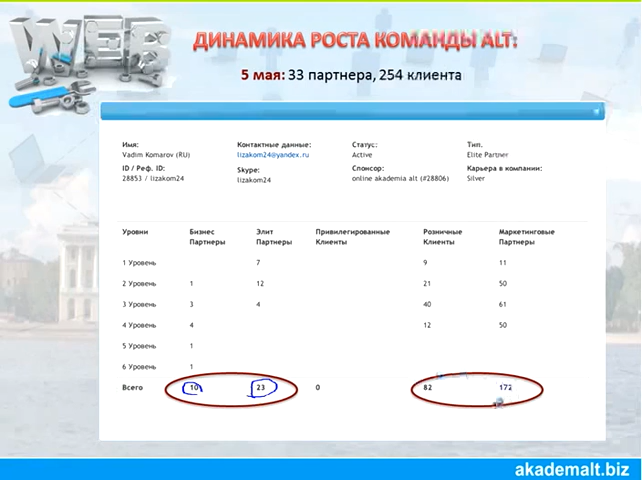 WEB
ДИНАМИКА РОСТА КОМАНДЫ ALT:
5 мая: 33 партнера, 254 клиента
Имя: Контактные данные: Статус: Тип.
Vadim Komarov (RU) lizakom24@yandex.ru Active Elite Partner
ID / Реф. ID: Skype: Спонсор: Карьера в компании:
28853 / lizakom24 lizakom24 online akademia alt (#28806) Silver
Уровни Бизнес Элит Привилегированные Розничные Маркетинговые
Партнеры Партнеры Клиенты Клиенты Партнеры
1 Уровень 7 9 11
2 Уровень 1 12 21 50
3 Уровень 3 4 40 61
4 Уровень 4 12 50
5 Уровень 1
6 Уровень 1
Всего 10 23 0 82 172
akademalt.biz